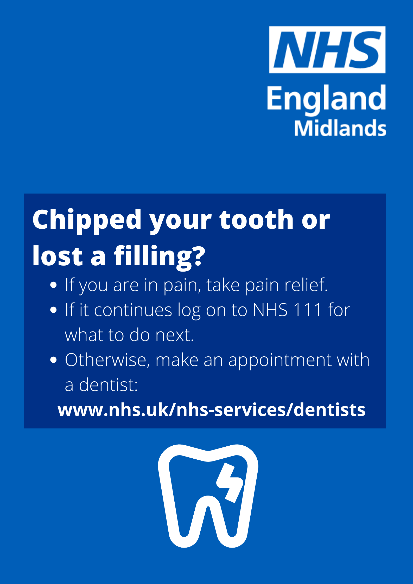 NHS
England
Midlands
Chipped your tooth or
lost a filling?
• If you are in pain, take pain relief.
• If it continues log on to NHS 111 for
what to do next.
• Otherwise, make an appointment with
a dentist:
www.nhs.uk/nhs-services/dentists